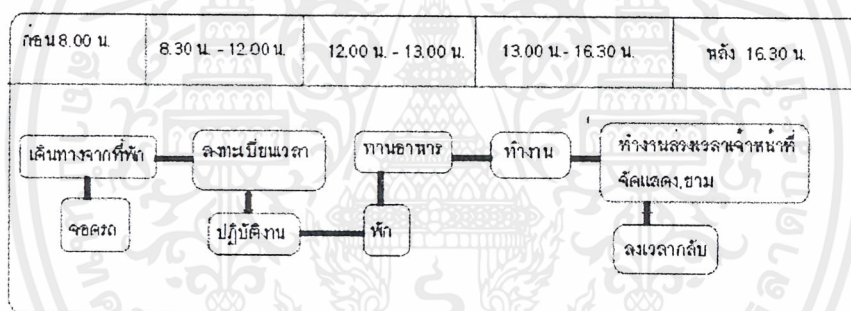 ก่อน 8.00 น.
8.30 น. - 12.00 น.
12.00 น. - 13.00 น.
13.00 น.- 16.30 น.
หลัง 16.30 น.
เดินทางจากที่พัก
ลงทะเบียนเวลา
ทานอาหาร
ทำงาน
ทำงานล่วงเวลาเจ้าหน้าที่
จัดแสดง,ยาม
จอดรถ
ปฏิบัติงาน
พัก
ลงเวลากลับ